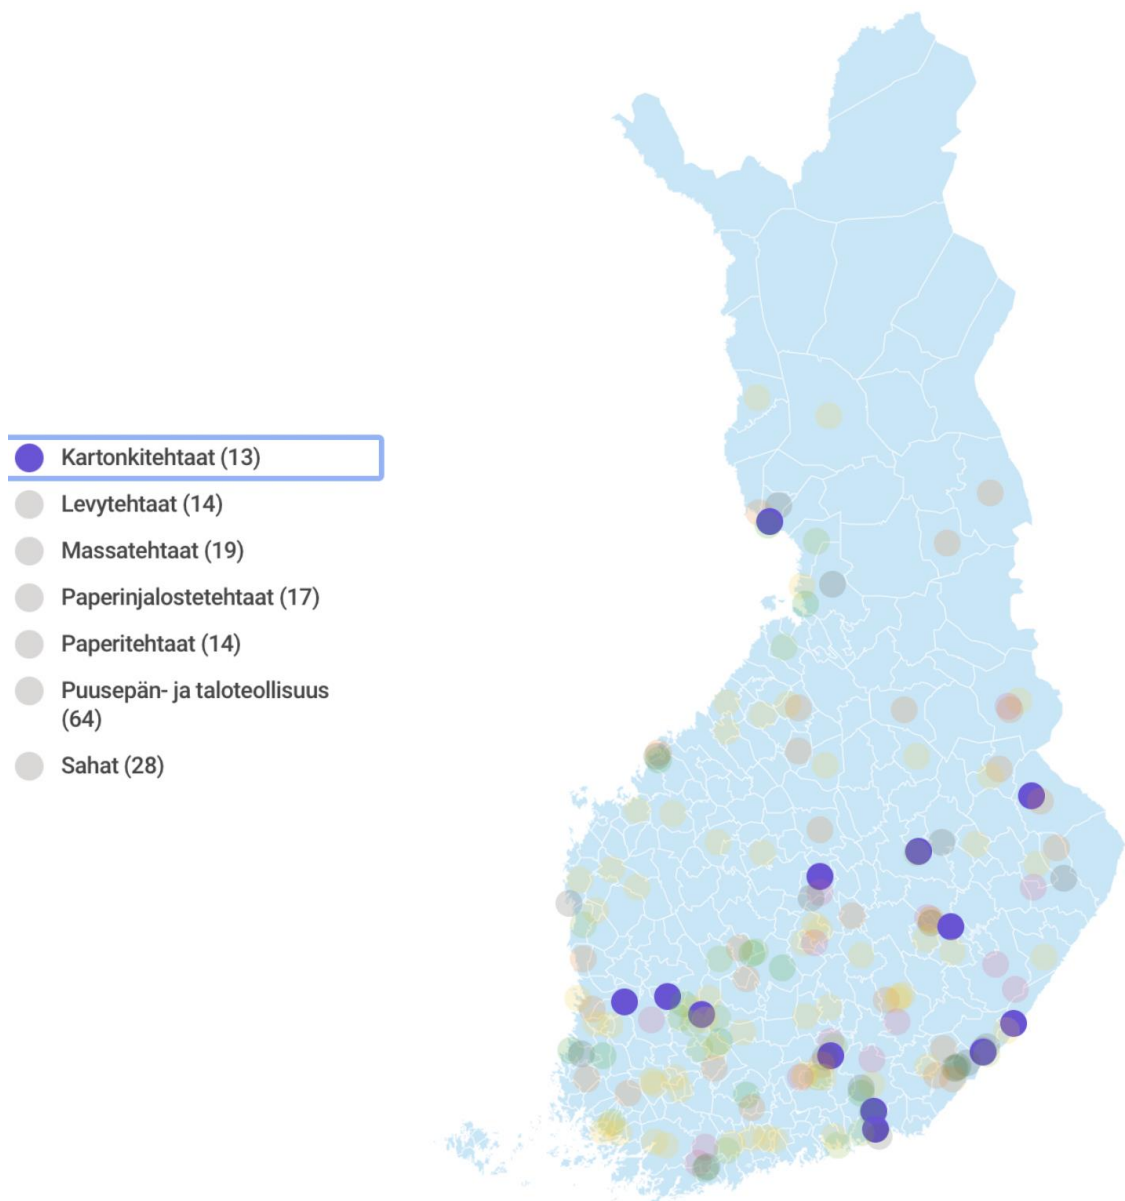 Kartonkitehtaat (13)
Levytehtaat (14)
Massatehtaat (19)
Paperinjalostetehtaat (17)
Paperitehtaat (14)
Puusepän- ja taloteollisuus
(64)
Sahat (28)